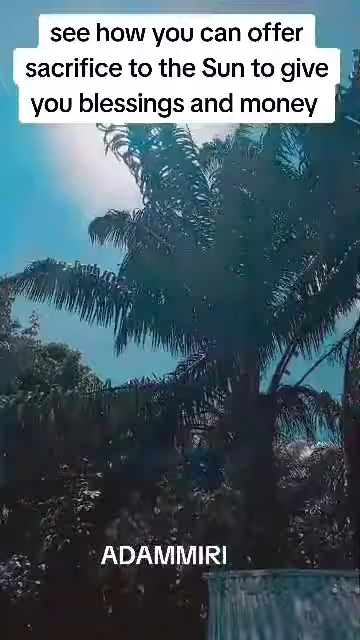 see how you can offer
sacrifice to the Sun to give
you blessings and money
ADAMMIRI